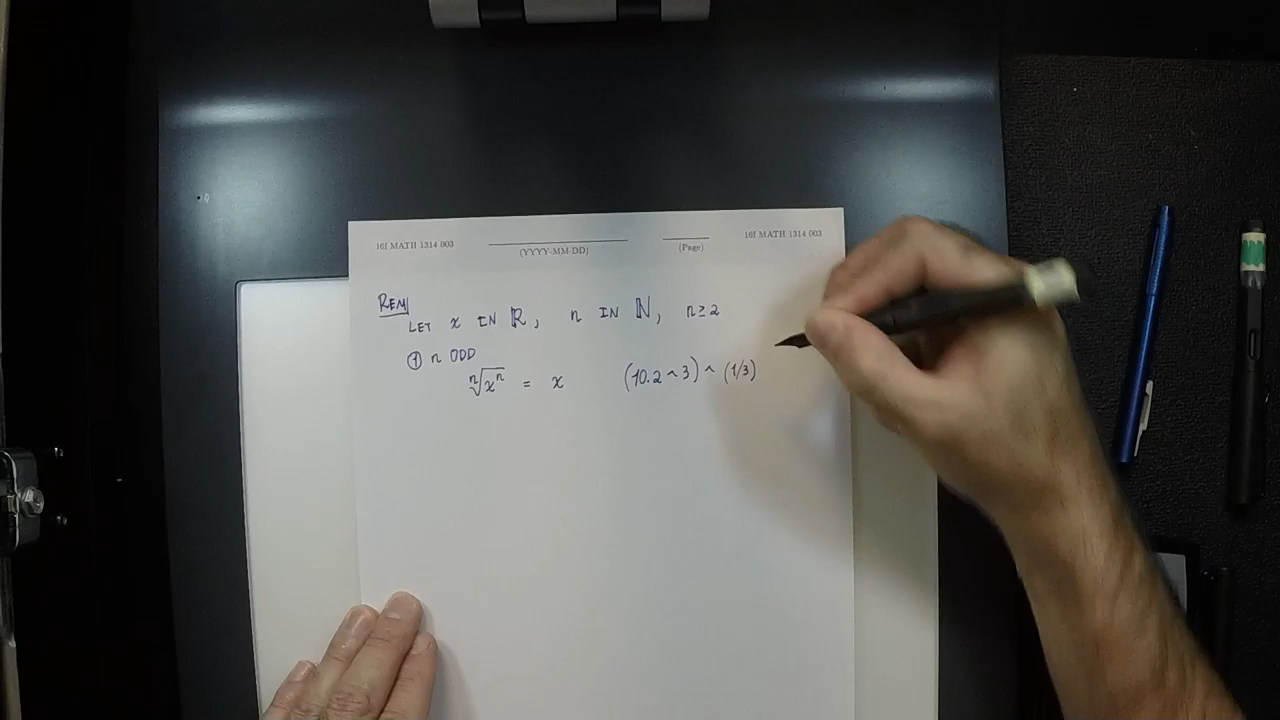 16f MATH 1314 003 (YYYY-MM-DD) (Page) 16f MATH 1314 003
REM
LET x IN ℝ, n IN ℕ, n≥2
① n ODD
ⁿ√xⁿ = x (10.2^3)^(1/3)